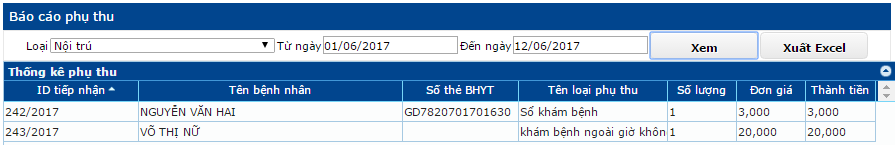 Báo cáo phụ thu
Loại Nội trú Từ ngày 01/06/2017 Đến ngày 12/06/2017 Xem Xuất Excel
Thống kê phụ thu
ID tiếp nhận Tên bệnh nhân Số thẻ BHYT Tên loại phụ thu Số lượng Đơn giá Thành tiền
242/2017 NGUYỄN VĂN HAI GD7820701701630 Sổ khám bệnh 1 3,000 3,000
243/2017 VÕ THỊ NỮ khám bệnh ngoài giờ khôn 1 20,000 20,000